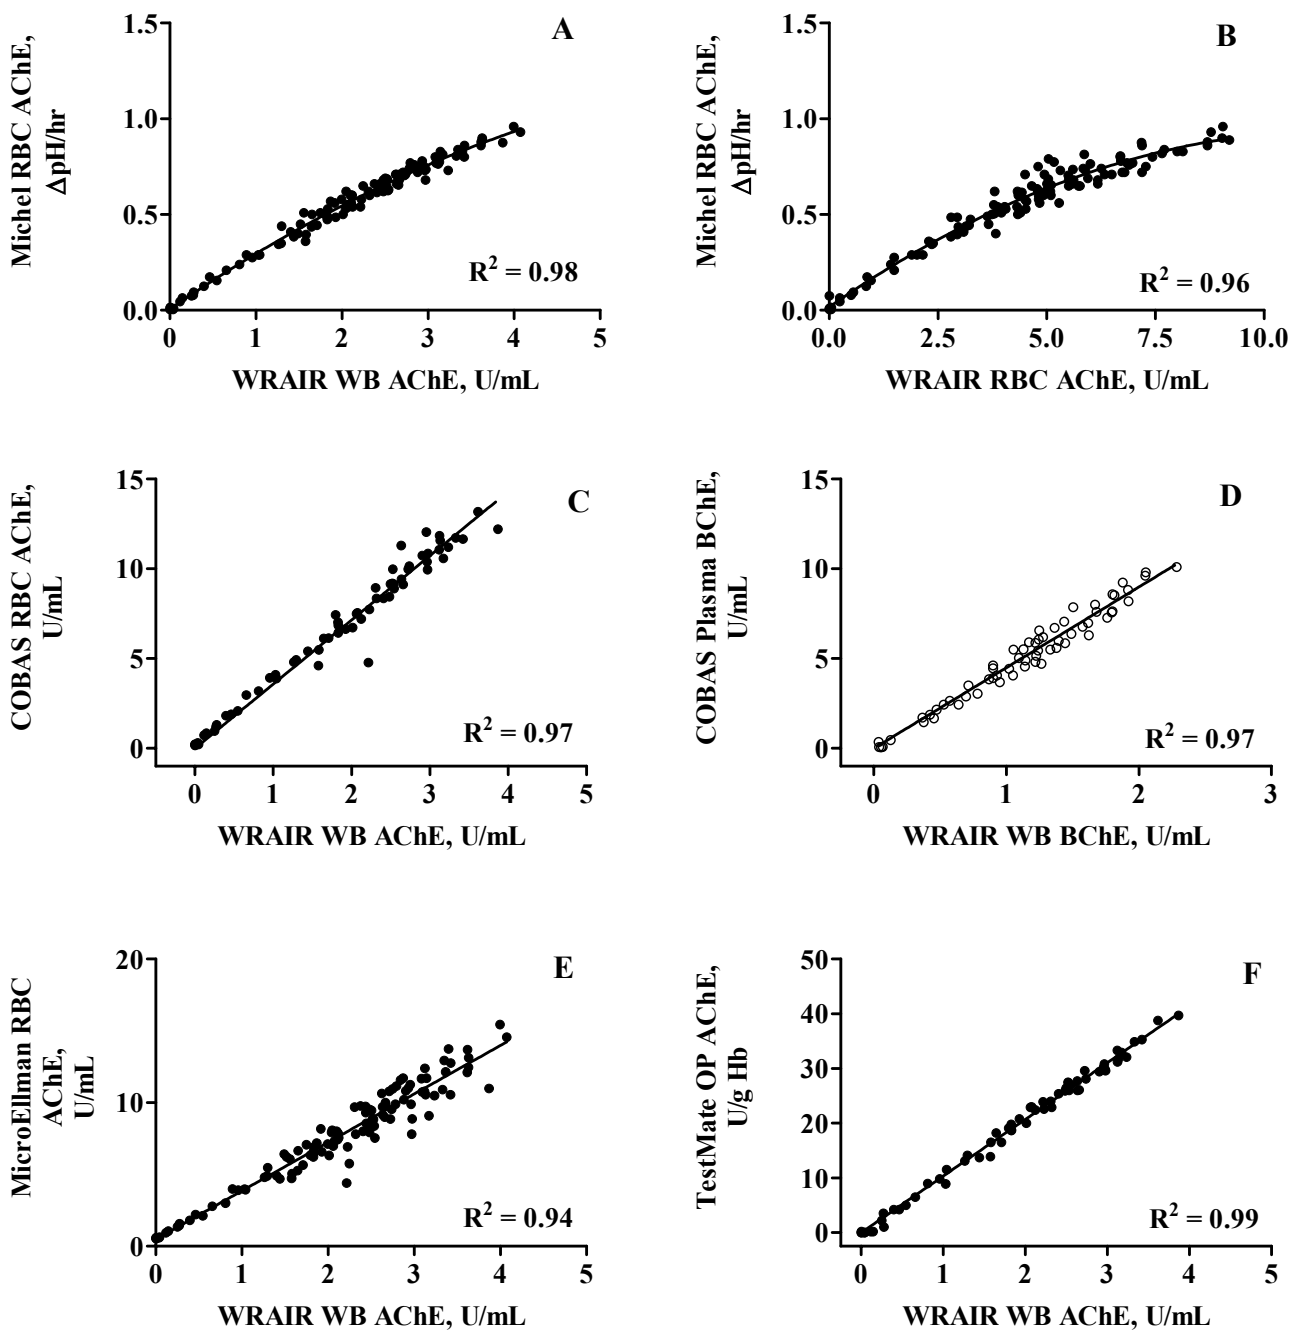 A
Michel RBC AChE,
ΔpH/hr
1.5
1.0
0.5
0.0
R² = 0.98
0 1 2 3 4 5
WRAIR WB AChE, U/mL
B
Michel RBC AChE,
ΔpH/hr
1.5
1.0
0.5
0.0
R² = 0.96
0.0 2.5 5.0 7.5 10.0
WRAIR RBC AChE, U/mL
C
COBAS RBC AChE,
U/mL
15
10
5
0
R² = 0.97
0 1 2 3 4 5
WRAIR WB AChE, U/mL
D
COBAS Plasma BChE,
U/mL
15
10
5
0
R² = 0.97
0 1 2 3
WRAIR WB BChE, U/mL
E
MicroEllman RBC
AChE,
U/mL
20
10
0
R² = 0.94
0 1 2 3 4 5
WRAIR WB AChE, U/mL
F
TestMate OP AChE,
U/g Hb
50
40
30
20
10
0
R² = 0.99
0 1 2 3 4 5
WRAIR WB AChE, U/mL